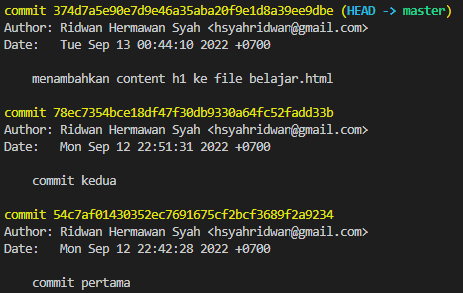 commit 374d7a5e90e7d9e46a35aba20f9e1d8a39ee9dbe (HEAD -> master)
Author: Ridwan Hermawan Syah <hsyahridwan@gmail.com>
Date:   Tue Sep 13 00:44:10 2022 +0700
menambahkan content h1 ke file belajar.html
commit 78ec7354bce18df47f30db9330a64fc52fadd33b
Author: Ridwan Hermawan Syah <hsyahridwan@gmail.com>
Date:   Mon Sep 12 22:51:31 2022 +0700
commit kedua
commit 54c7af01430352ec7691675cf2bcf3689f2a9234
Author: Ridwan Hermawan Syah <hsyahridwan@gmail.com>
Date:   Mon Sep 12 22:42:28 2022 +0700
commit pertama